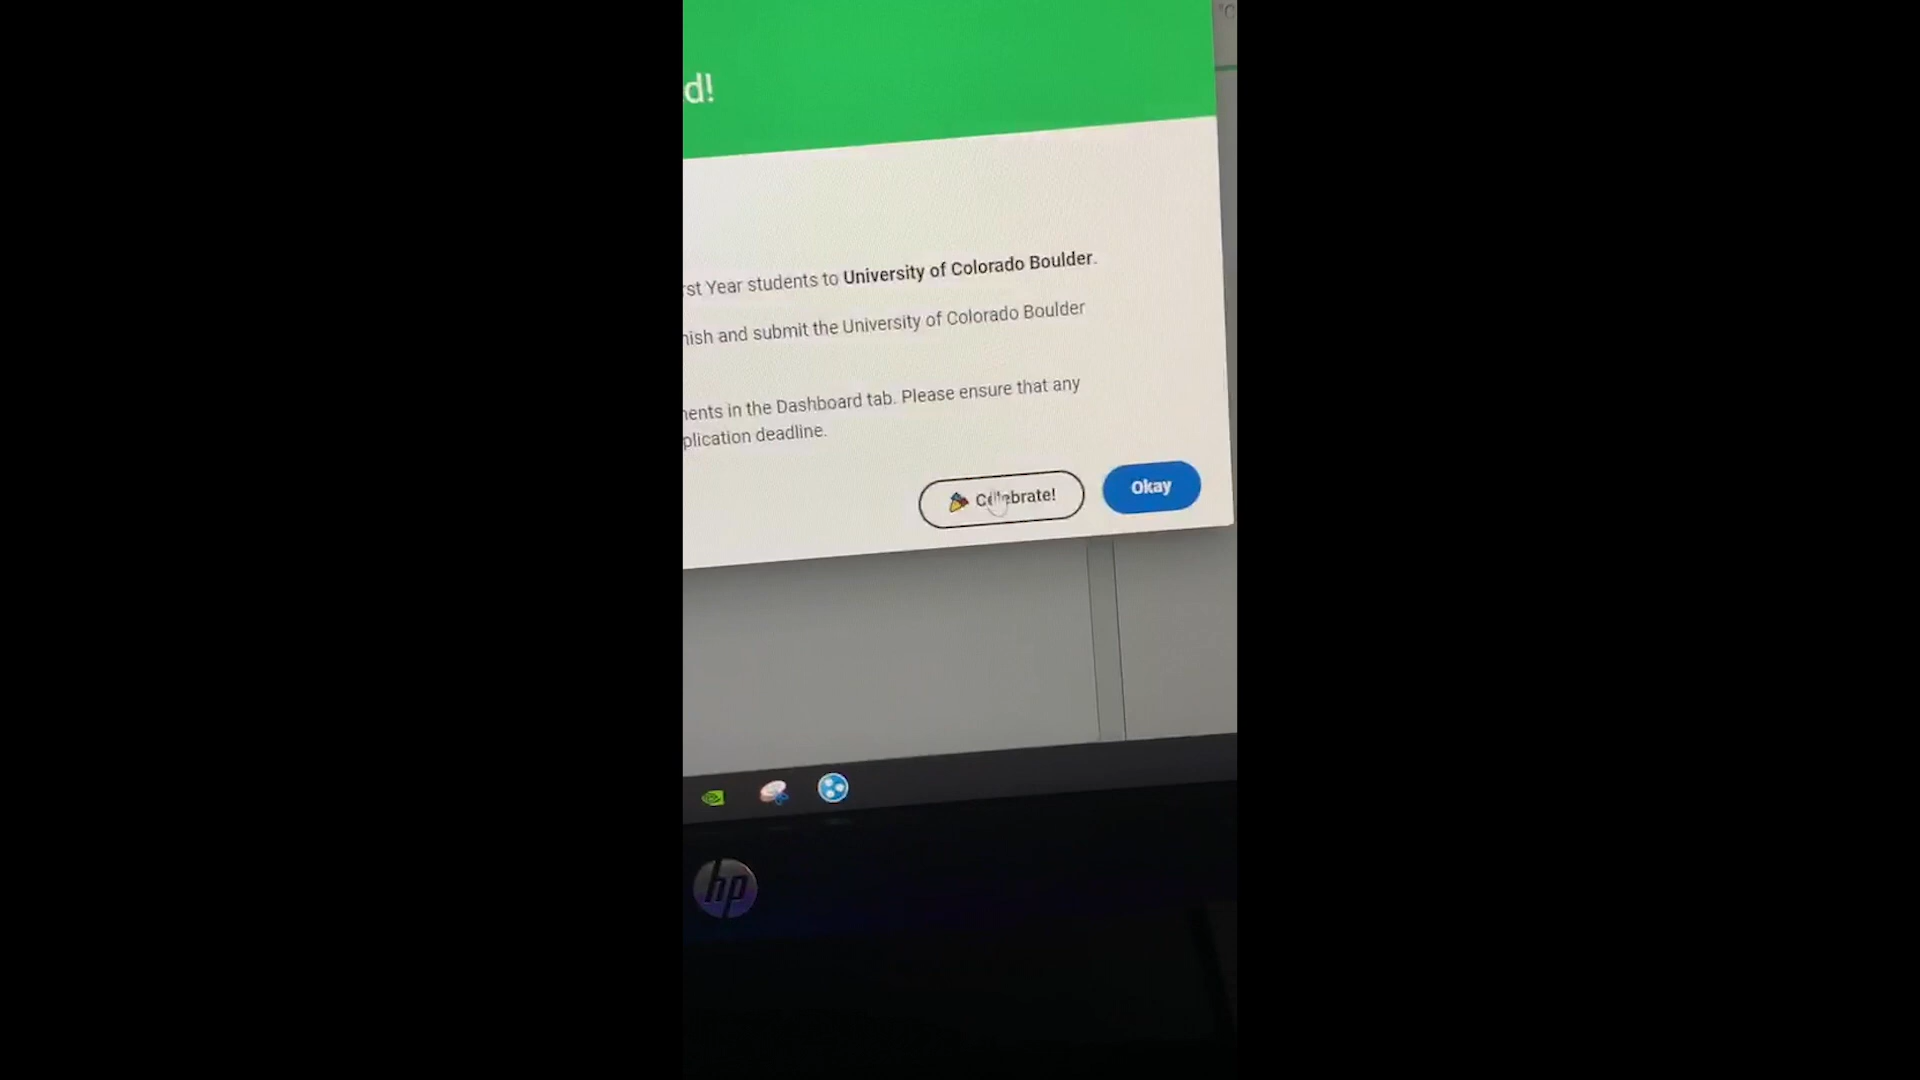 d!
rst Year students to University of Colorado Boulder.
nish and submit the University of Colorado Boulder
nents in the Dashboard tab. Please ensure that any
plication deadline.
Celebrate!
Okay
hp
°C